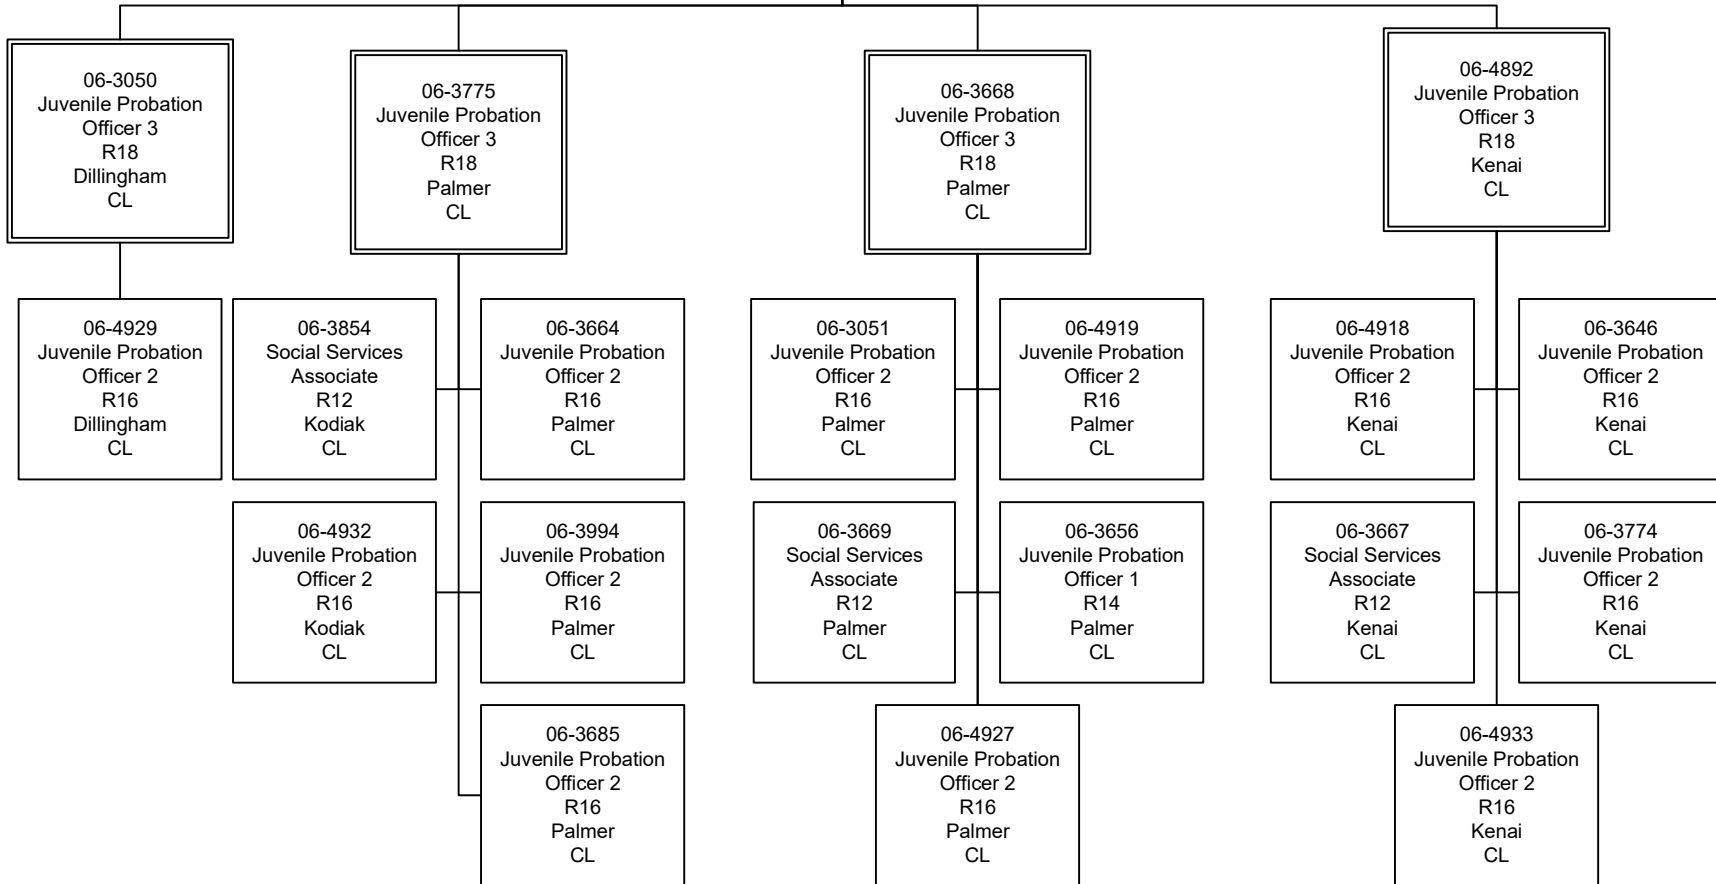 06-3050
Juvenile Probation
Officer 3
R18
Dillingham
CL
06-3775
Juvenile Probation
Officer 3
R18
Palmer
CL
06-3668
Juvenile Probation
Officer 3
R18
Palmer
CL
06-4892
Juvenile Probation
Officer 3
R18
Kenai
CL
06-4929
Juvenile Probation
Officer 2
R16
Dillingham
CL
06-3854
Social Services
Associate
R12
Kodiak
CL
06-3664
Juvenile Probation
Officer 2
R16
Palmer
CL
06-3051
Juvenile Probation
Officer 2
R16
Palmer
CL
06-4919
Juvenile Probation
Officer 2
R16
Palmer
CL
06-4918
Juvenile Probation
Officer 2
R16
Kenai
CL
06-3646
Juvenile Probation
Officer 2
R16
Kenai
CL
06-4932
Juvenile Probation
Officer 2
R16
Kodiak
CL
06-3994
Juvenile Probation
Officer 2
R16
Palmer
CL
06-3669
Social Services
Associate
R12
Palmer
CL
06-3656
Juvenile Probation
Officer 1
R14
Palmer
CL
06-3667
Social Services
Associate
R12
Kenai
CL
06-3774
Juvenile Probation
Officer 2
R16
Kenai
CL
06-3685
Juvenile Probation
Officer 2
R16
Palmer
CL
06-4927
Juvenile Probation
Officer 2
R16
Palmer
CL
06-4933
Juvenile Probation
Officer 2
R16
Kenai
CL